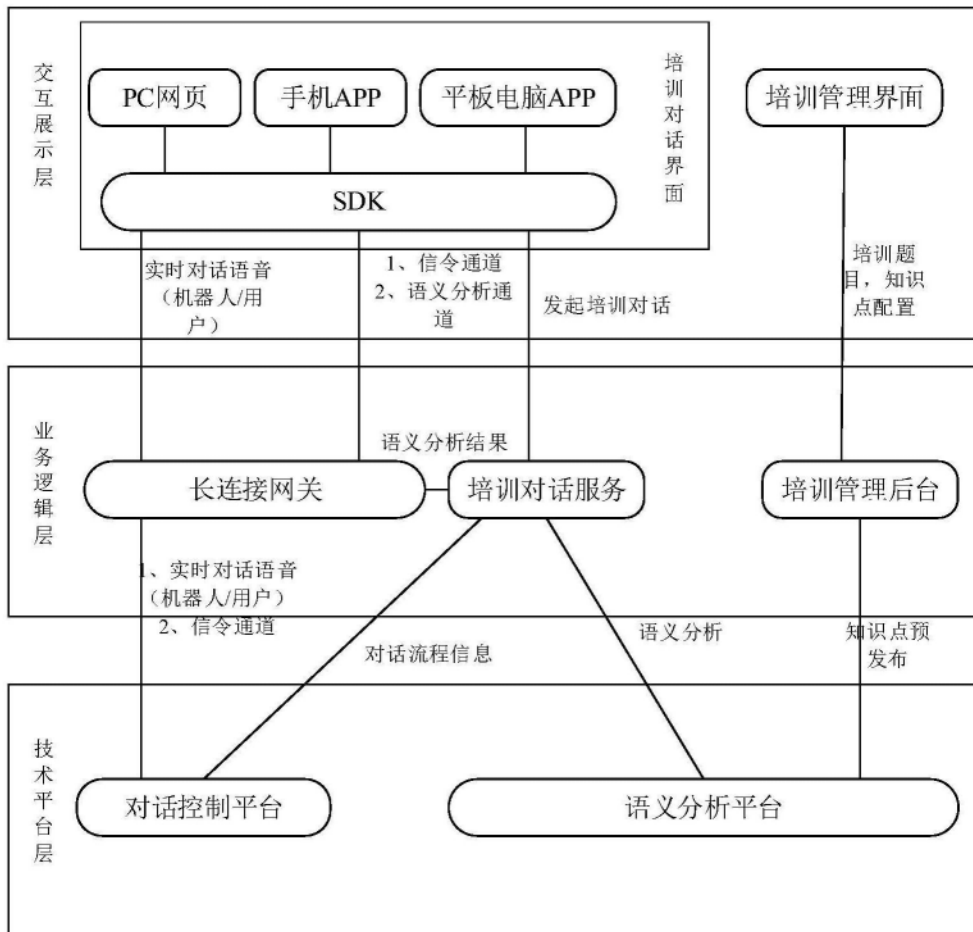 交互展示层
PC网页
手机APP
平板电脑APP
培训对话界面
培训管理界面
SDK
实时对话语音
（机器人/用
户）
1、信令通道
2、语义分析通
道
发起培训对话
培训题
目，知识
点配置
业务逻辑层
语义分析结果
长连接网关
培训对话服务
培训管理后台
1、实时对话语音
（机器人/用户）
2、信令通道
对话流程信息
语义分析
知识点预
发布
技术平台层
对话控制平台
语义分析平台